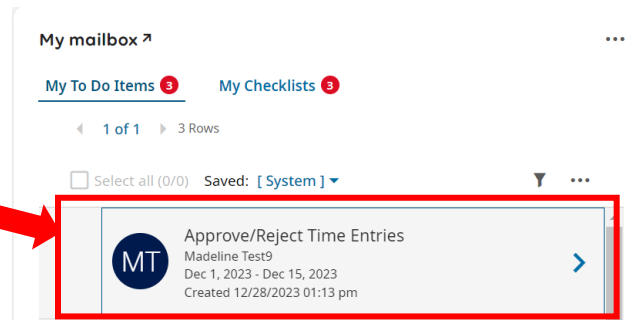 My mailbox ↗
My To Do Items 3 My Checklists 3
1 of 1 3 Rows
Select all (0/0) Saved: [ System ]
Approve/Reject Time Entries
MT
Madeline Test9
Dec 1, 2023 - Dec 15, 2023
Created 12/28/2023 01:13 pm